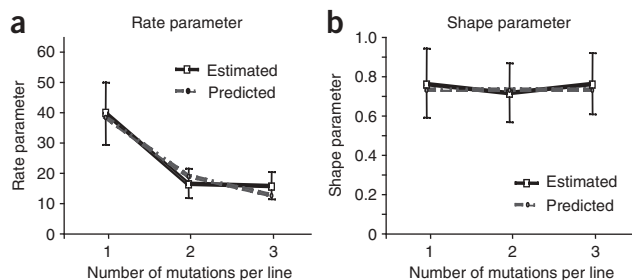 a
Rate parameter
60
50
40
30
20
10
0
Rate parameter
Estimated
Predicted
1 2 3
Number of mutations per line
b
Shape parameter
1.0
0.8
0.6
0.4
0.2
0
Shape parameter
Estimated
Predicted
1 2 3
Number of mutations per line